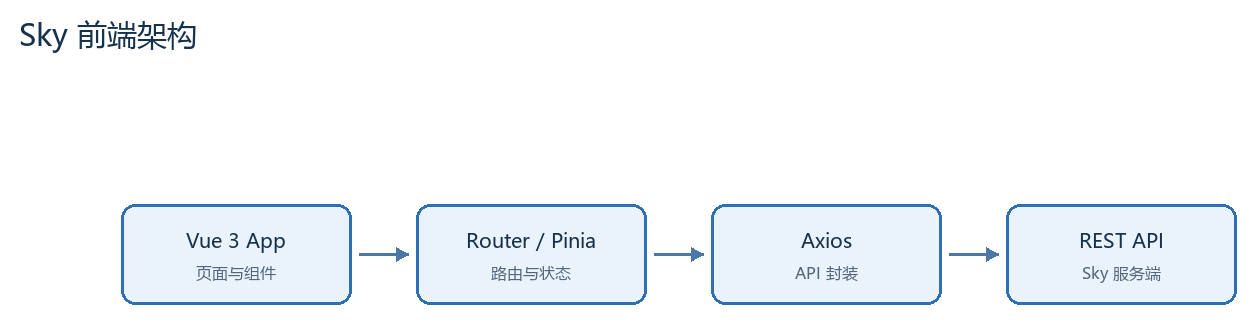 Sky 前端架构
Vue 3 App
页面与组件
Router / Pinia
路由与状态
Axios
API 封装
REST API
Sky 服务端